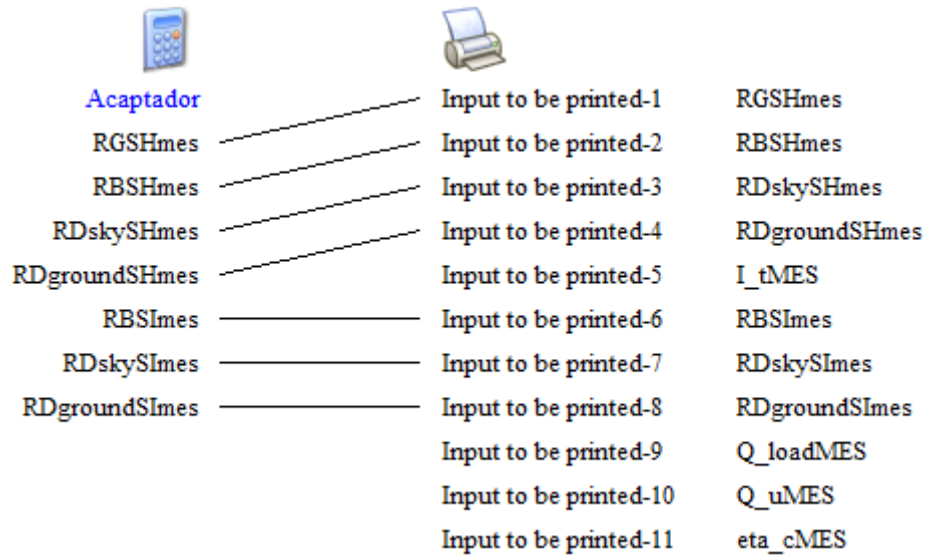 Acaptador Input to be printed-1 RGSHmes
RGSHmes Input to be printed-2 RBSHmes
RBSHmes Input to be printed-3 RDskySHmes
RDskySHmes Input to be printed-4 RDgroundSHmes
RDgroundSHmes Input to be printed-5 I_tMES
RBSImes Input to be printed-6 RBSImes
RDskySImes Input to be printed-7 RDskySImes
RDgroundSImes Input to be printed-8 RDgroundSImes
Input to be printed-9 Q_loadMES
Input to be printed-10 Q_uMES
Input to be printed-11 eta_cMES